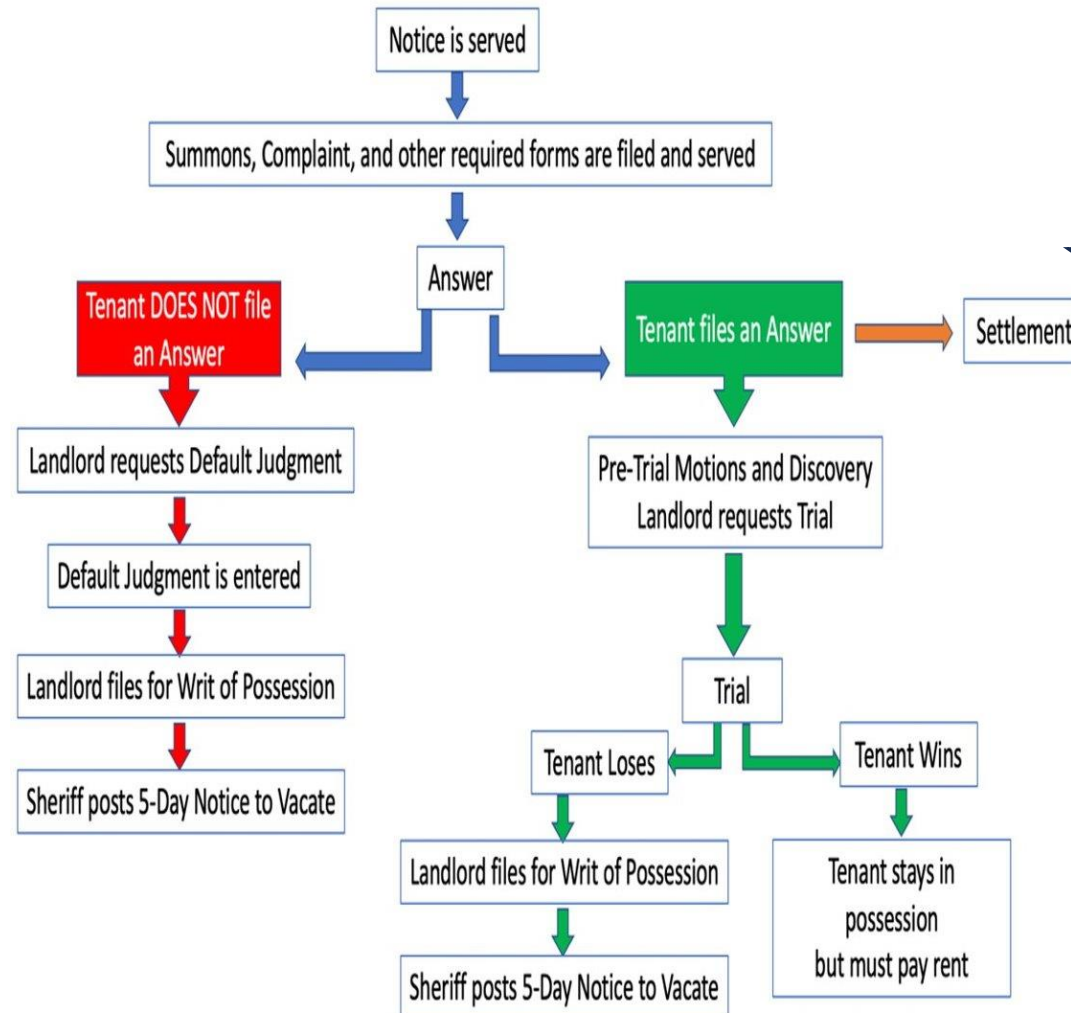 Notice is served
Summons, Complaint, and other required forms are filed and served
Answer
Tenant DOES NOT file
an Answer
Tenant files an Answer
Settlement
Landlord requests Default Judgment
Default Judgment is entered
Landlord files for Writ of Possession
Sheriff posts 5-Day Notice to Vacate
Pre-Trial Motions and Discovery
Landlord requests Trial
Trial
Tenant Loses
Landlord files for Writ of Possession
Sheriff posts 5-Day Notice to Vacate
Tenant Wins
Tenant stays in
possession
but must pay rent